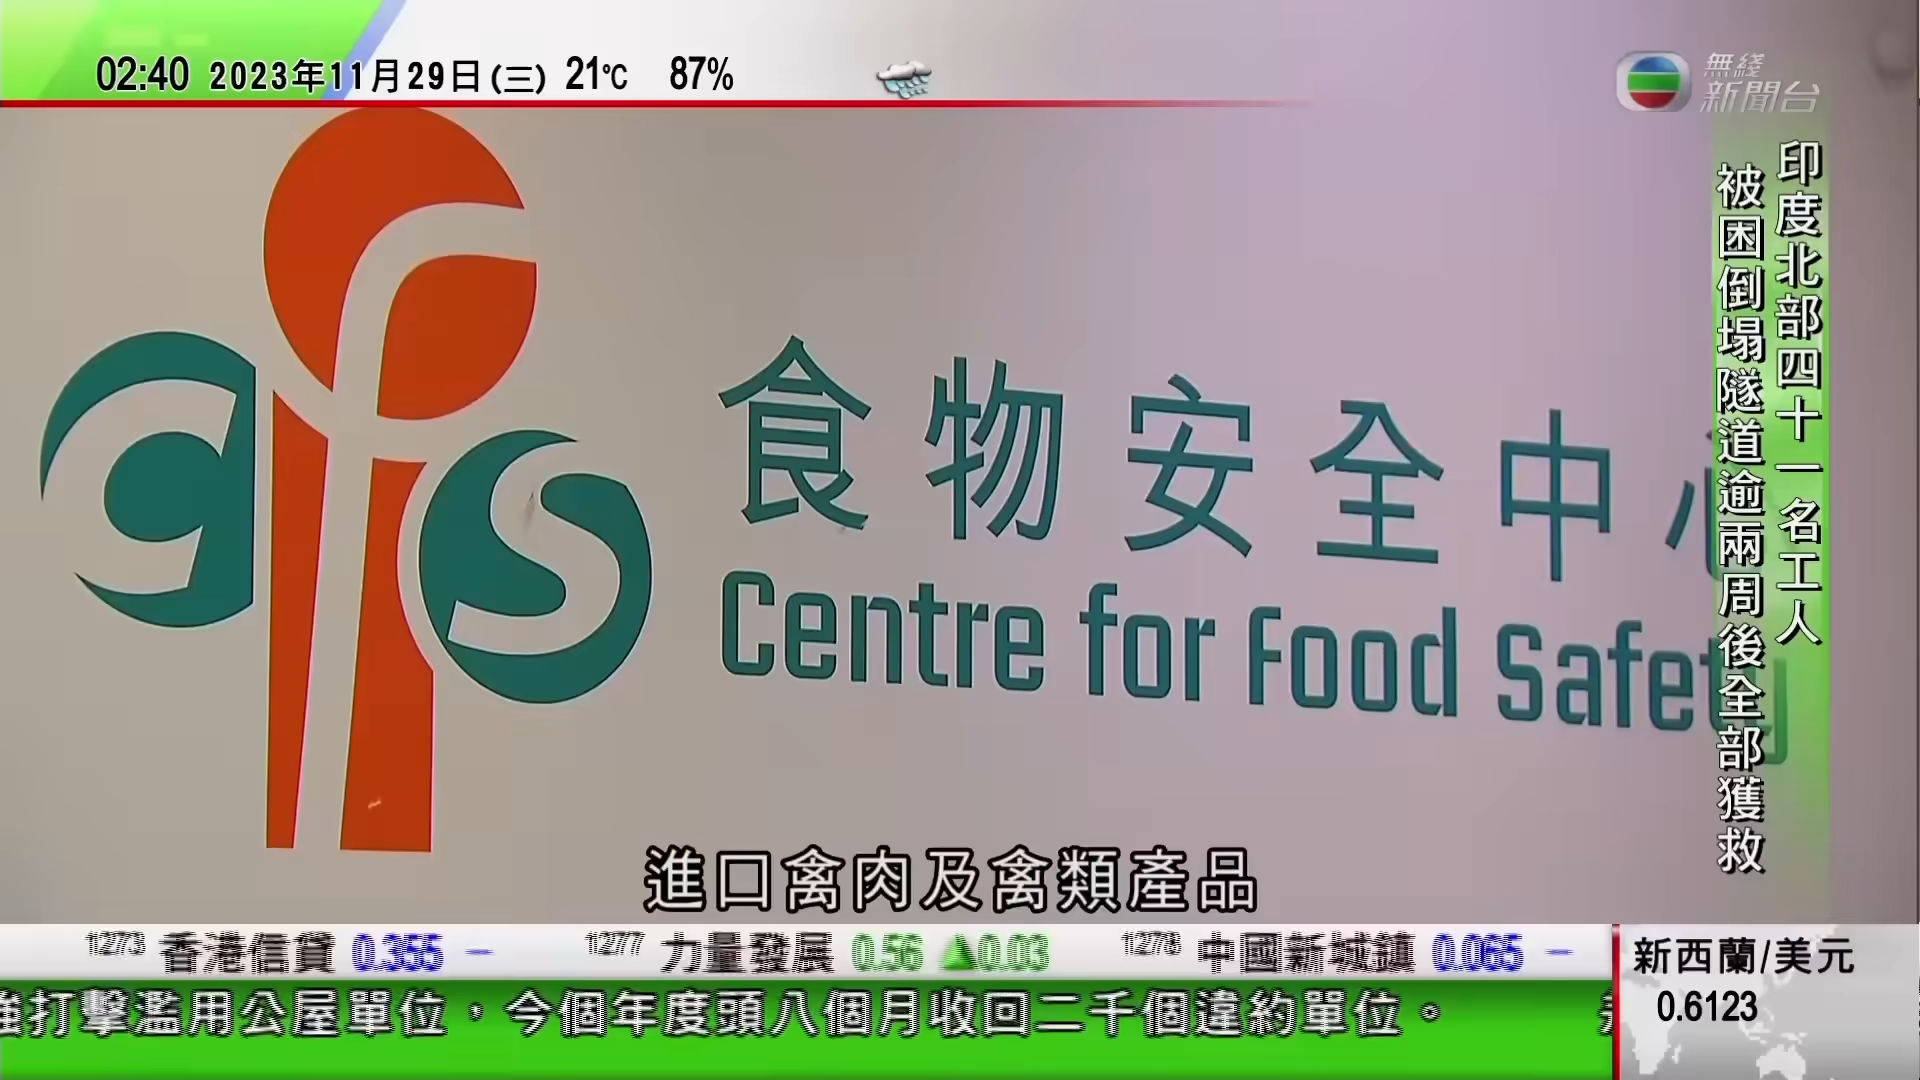 02:40 2023年11月29日(三) 21℃ 87%
無綫
新聞台
印度北部四十一名工人
被困倒塌隧道逾兩周後全部獲救
cfs
食物安全中心
Centre for Food Safety
進口禽肉及禽類產品
1273 香港信貸 0.355 – 1277 力量發展 0.56 ▲0.03 1278 中國新城鎮 0.065 –
強打擊濫用公屋單位，今個年度頭八個月收回二千個違約單位。
新西蘭/美元
0.6123